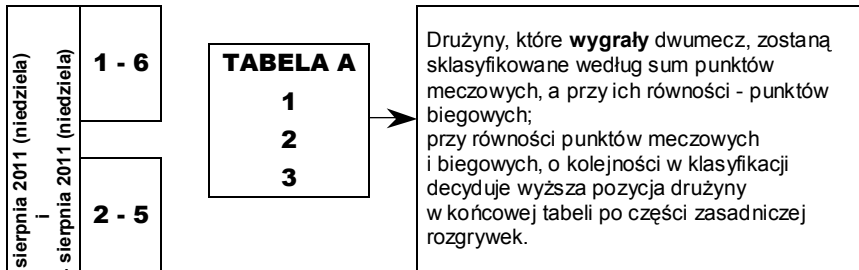 sierpnia 2011 (niedziela)
i
sierpnia 2011 (niedziela)
1 - 6
2 - 5
TABELA A
1
2
3
Drużyny, które wygrały dwumecz, zostaną
sklasyfikowane według sum punktów
meczowych, a przy ich równości - punktów
biegowych;
przy równości punktów meczowych
i biegowych, o kolejności w klasyfikacji
decyduje wyższa pozycja drużyny
w końcowej tabeli po części zasadniczej
rozgrywek.